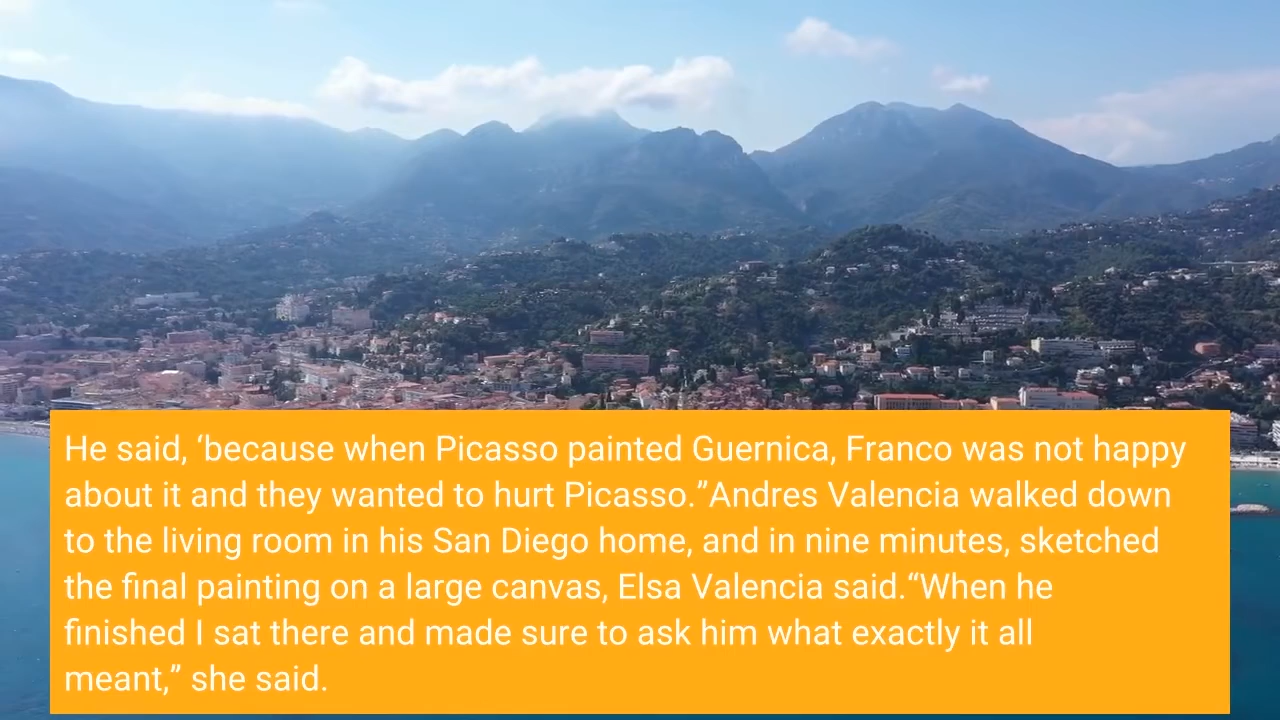 He said, ‘because when Picasso painted Guernica, Franco was not happy
about it and they wanted to hurt Picasso.”Andres Valencia walked down
to the living room in his San Diego home, and in nine minutes, sketched
the final painting on a large canvas, Elsa Valencia said.“When he
finished I sat there and made sure to ask him what exactly it all
meant,” she said.